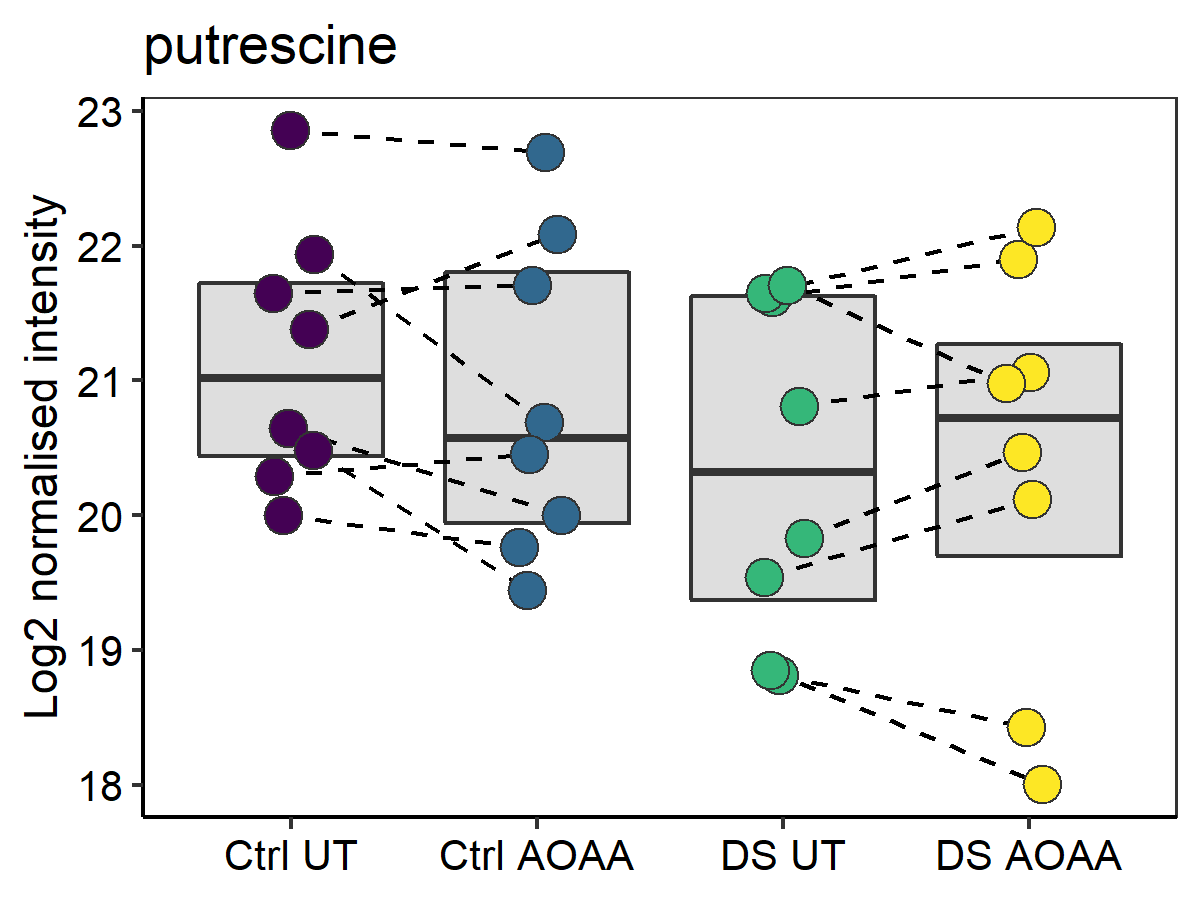 putrescine
Log2 normalised intensity
23
22
21
20
19
18
Ctrl UT
Ctrl AOAA
DS UT
DS AOAA